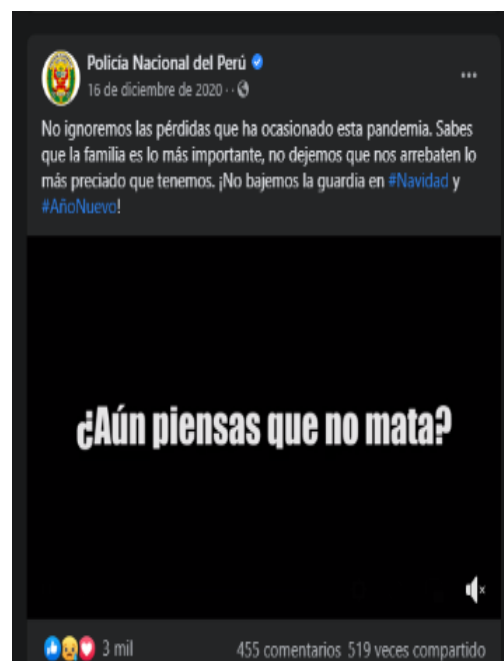 Policía Nacional del Perú
16 de diciembre de 2020 ·
No ignoremos las pérdidas que ha ocasionado esta pandemia. Sabes
que la familia es lo más importante, no dejemos que nos arrebaten lo
más preciado que tenemos. ¡No bajemos la guardia en #Navidad y
#AñoNuevo!
¿Aún piensas que no mata?
3 mil
455 comentarios 519 veces compartido